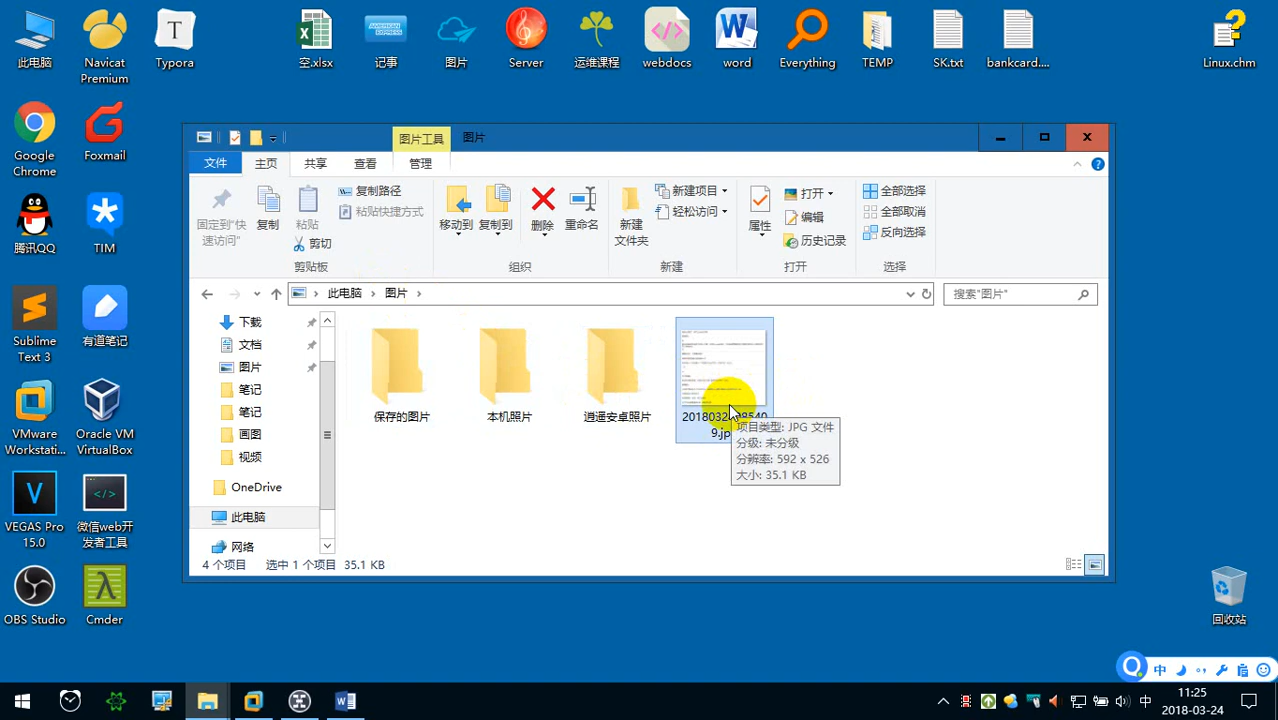 此电脑
Navicat Premium
Typora
空.xlsx
AMERICAN EXPRESS
记事
图片
Server
运维课程
webdocs
word
Everything
TEMP
SK.txt
bankcard....
Linux.chm
Google Chrome
Foxmail
腾讯QQ
TIM
Sublime Text 3
有道笔记
VMware Workstati...
Oracle VM VirtualBox
VEGAS Pro 15.0
微信web开发者工具
OBS Studio
Cmder
回收站
图片工具
图片
文件
主页
共享
查看
管理
固定到"快速访问"
复制
粘贴
复制路径
粘贴快捷方式
剪切
剪贴板
移动到
复制到
删除
重命名
组织
新建文件夹
新建项目
轻松访问
新建
属性
打开
编辑
历史记录
打开
全部选择
全部取消
反向选择
选择
此电脑
图片
搜索"图片"
下载
文档
图片
笔记
笔记
画图
视频
OneDrive
此电脑
网络
保存的图片
本机照片
逍遥安卓照片
项目类型: JPG 文件
分级: 未分级
分辨率: 592 x 526
大小: 35.1 KB
4 个项目
选中 1 个项目 35.1 KB
中
中
11:25
2018-03-24